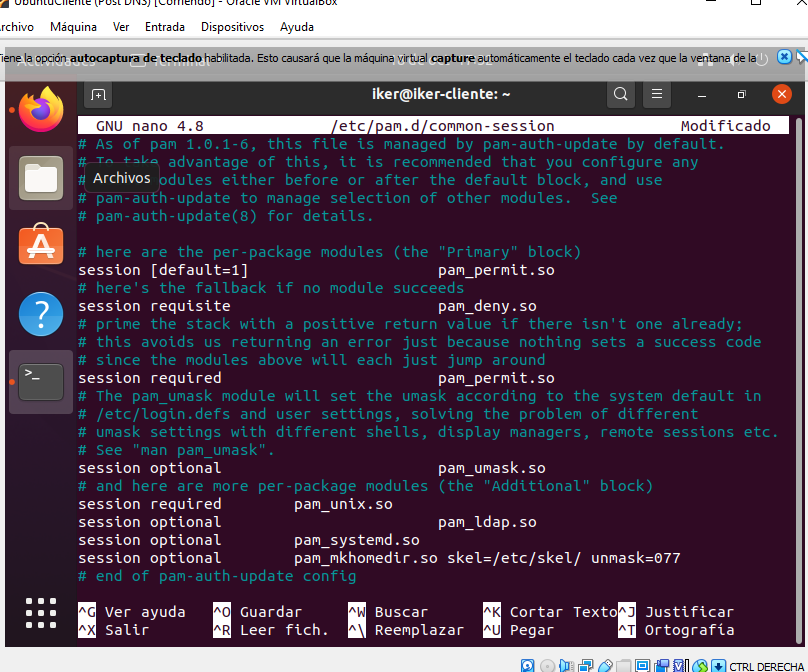 UbuntuCliente (Post DNS) [Corriendo] - Oracle VM VirtualBox
rchivo Máquina Ver Entrada Dispositivos Ayuda
iene la opción autocaptura de teclado habilitada. Esto causará que la máquina virtual capture automáticamente el teclado cada vez que la ventana de la
iker@iker-cliente: ~
GNU nano 4.8 /etc/pam.d/common-session Modificado
# As of pam 1.0.1-6, this file is managed by pam-auth-update by default.
# To take advantage of this, it is recommended that you configure any
# odules either before or after the default block, and use
Archivos
# pam-auth-update to manage selection of other modules.  See
# pam-auth-update(8) for details.
# here are the per-package modules (the "Primary" block)
session [default=1] pam_permit.so
# here's the fallback if no module succeeds
session requisite pam_deny.so
# prime the stack with a positive return value if there isn't one already;
# this avoids us returning an error just because nothing sets a success code
# since the modules above will each just jump around
session required pam_permit.so
# The pam_umask module will set the umask according to the system default in
# /etc/login.defs and user settings, solving the problem of different
# umask settings with different shells, display managers, remote sessions etc.
# See "man pam_umask".
session optional pam_umask.so
# and here are more per-package modules (the "Additional" block)
session required pam_unix.so
session optional pam_ldap.so
session optional pam_systemd.so
session optional pam_mkhomedir.so skel=/etc/skel/ unmask=077
# end of pam-auth-update config
^G Ver ayuda ^O Guardar ^W Buscar ^K Cortar Texto ^J Justificar
^X Salir ^R Leer fich. ^\ Reemplazar ^U Pegar ^T Ortografía
CTRL DERECHA